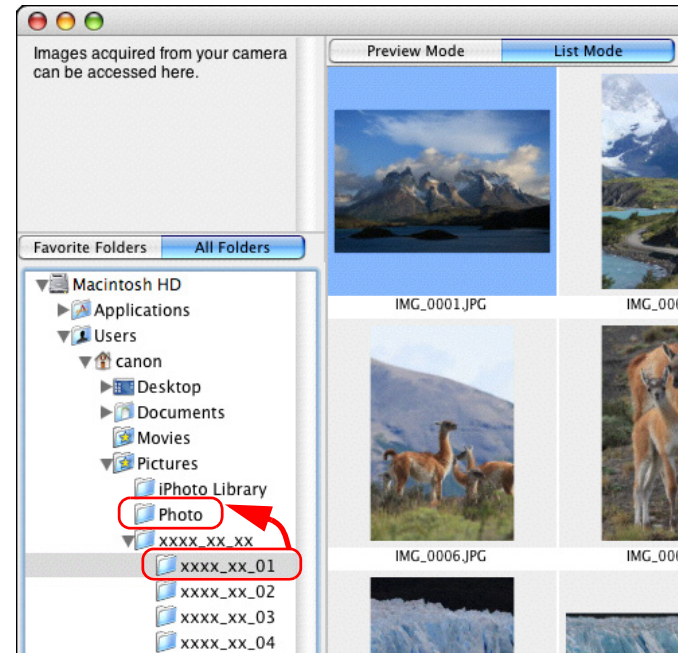 Images acquired from your camera
can be accessed here.
Preview Mode
List Mode
Favorite Folders
All Folders
Macintosh HD
Applications
Users
canon
Desktop
Documents
Movies
Pictures
iPhoto Library
Photo
xxxx_xx_xx
xxxx_xx_01
xxxx_xx_02
xxxx_xx_03
xxxx_xx_04
IMG_0001.JPG
IMG_00
IMG_0006.JPG
IMG_00